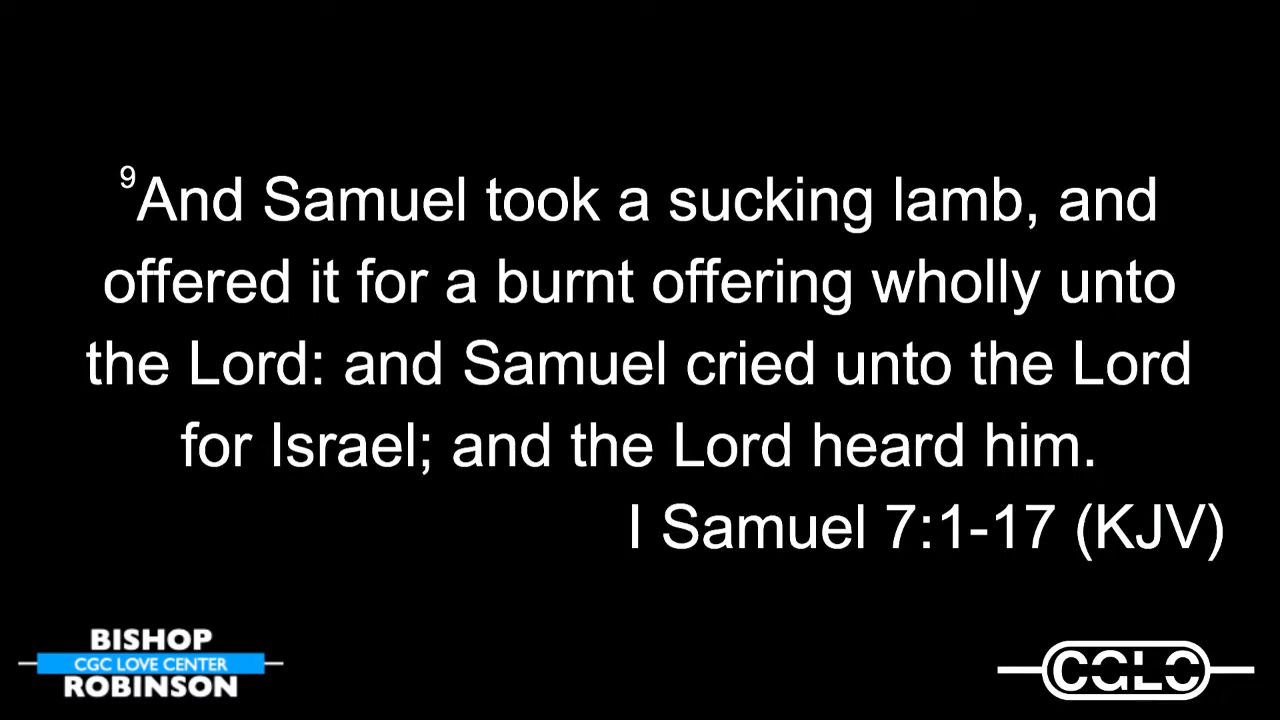 9And Samuel took a sucking lamb, and
offered it for a burnt offering wholly unto
the Lord: and Samuel cried unto the Lord
for Israel; and the Lord heard him.
I Samuel 7:1-17 (KJV)
BISHOP
CGC LOVE CENTER
ROBINSON
CGLC